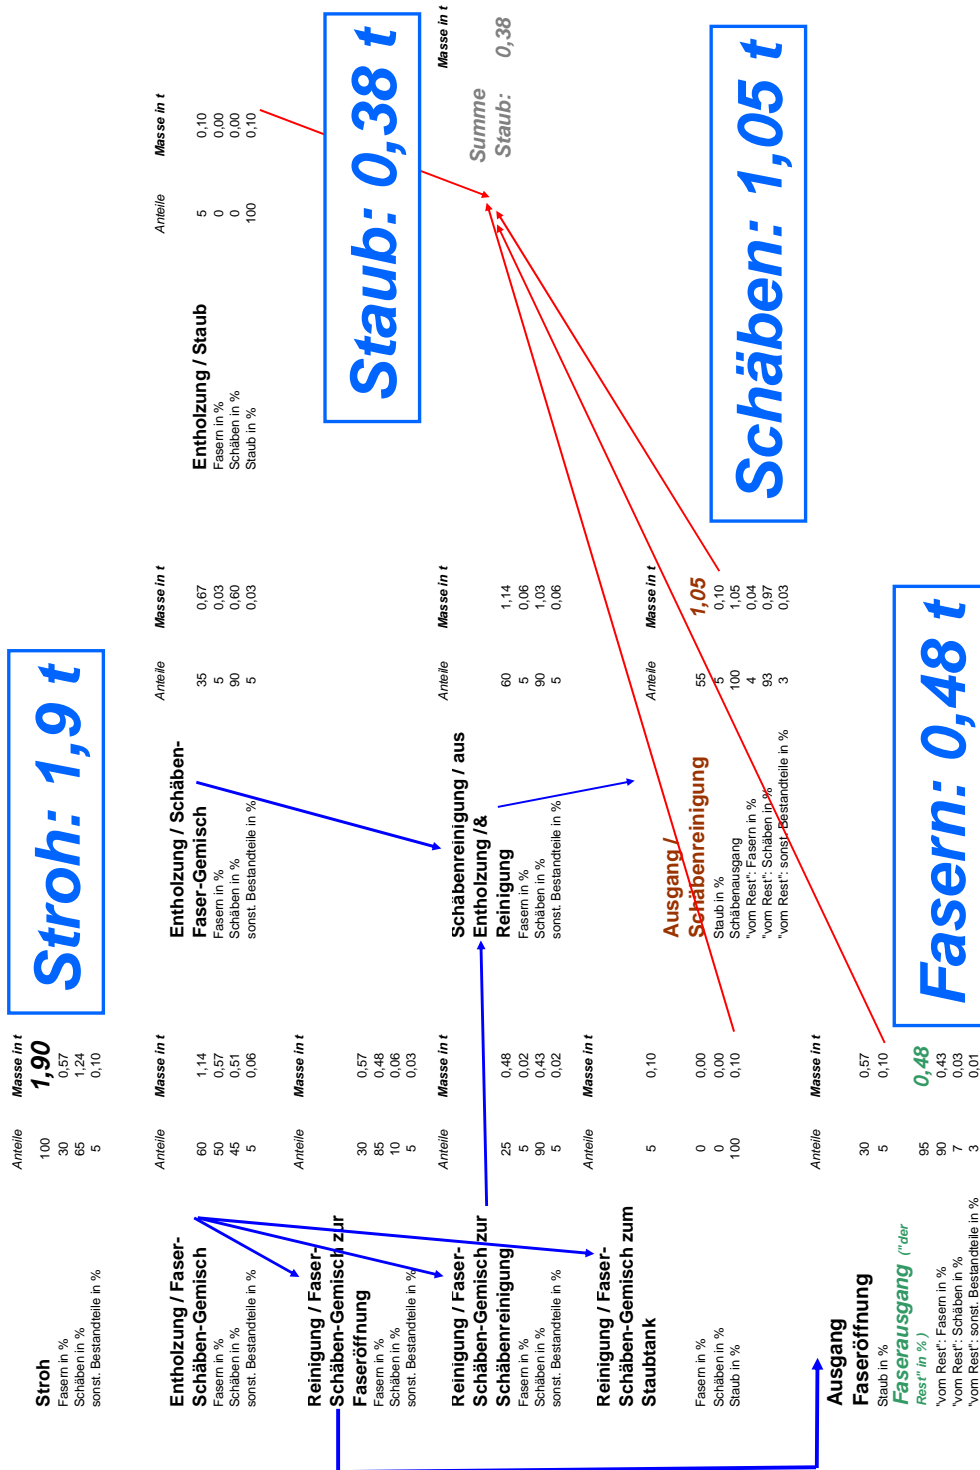 Stroh: 1,9 t
Anteile Masse in t
Stroh 100 1,90
Fasern in % 30 0,57
Schäben in % 65 1,24
sonst. Bestandteile in % 5 0,10
Anteile Masse in t
Entholzung / Faser-
Schäben-Gemisch 60 1,14
Fasern in % 50 0,57
Schäben in % 45 0,51
sonst. Bestandteile in % 5 0,06
Anteile Masse in t
Entholzung / Schäben-
Faser-Gemisch 35 0,67
Fasern in % 5 0,03
Schäben in % 90 0,60
sonst. Bestandteile in % 5 0,03
Anteile Masse in t
Entholzung / Staub 5 0,10
Fasern in % 0 0,00
Schäben in % 0 0,00
Staub in % 100 0,10
Anteile Masse in t
Reinigung / Faser-
Schäben-Gemisch zur
Faseröffnung 30 0,57
Fasern in % 85 0,48
Schäben in % 10 0,06
sonst. Bestandteile in % 5 0,03
Staub: 0,38 t
Anteile Masse in t
Reinigung / Faser-
Schäben-Gemisch zur
Schäbenreinigung 25 0,48
Fasern in % 5 0,02
Schäben in % 90 0,43
sonst. Bestandteile in % 5 0,02
Anteile Masse in t
Schäbenreinigung / aus
Entholzung /&
Reinigung 60 1,14
Fasern in % 5 0,06
Schäben in % 90 1,03
sonst. Bestandteile in % 5 0,06
Masse in t
Summe
Staub: 0,38
Anteile Masse in t
Reinigung / Faser-
Schäben-Gemisch zum
Staubtank 5 0,10
Fasern in % 0 0,00
Schäben in % 0 0,00
Staub in % 100 0,10
Anteile Masse in t
Ausgang /
Schäbenreinigung 55 1,05
Staub in % 5 0,10
Schäbenausgang 100 1,05
"vom Rest": Fasern in % 4 0,04
"vom Rest": Schäben in % 93 0,97
"vom Rest": sonst. Bestandteile in % 3 0,03
Schäben: 1,05 t
Anteile Masse in t
Ausgang
Faseröffnung 30 0,57
Staub in % 5 0,10
Faserausgang ("der
Rest" in % ) 95 0,48
"vom Rest": Fasern in % 90 0,43
"vom Rest": Schäben in % 7 0,03
"vom Rest": sonst. Bestandteile in % 3 0,01
Fasern: 0,48 t